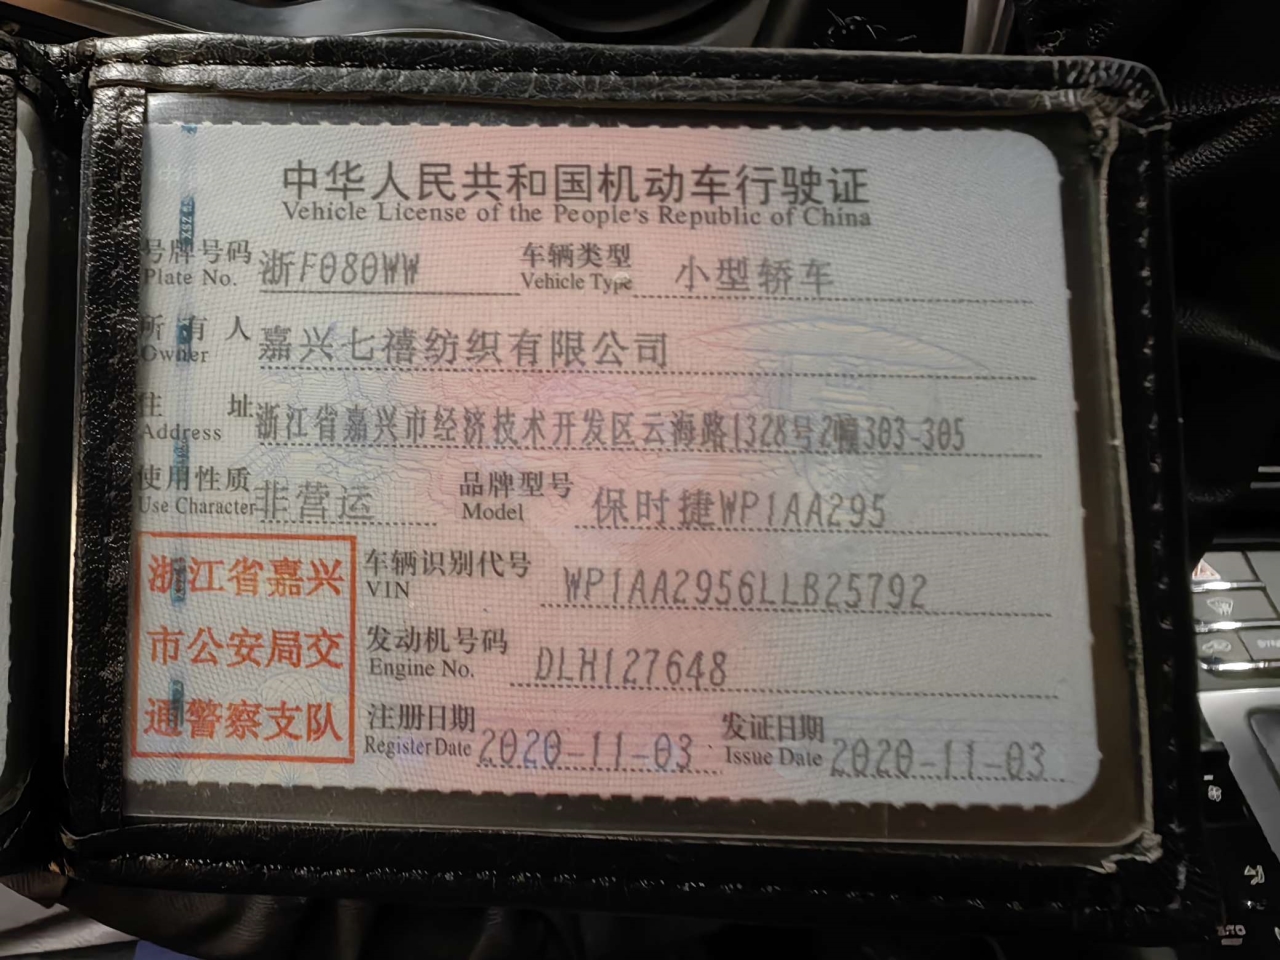 中华人民共和国机动车行驶证
Vehicle License of the People's Republic of China
号牌号码 浙F080WW 车辆类型 小型轿车
Plate No. Vehicle Type
所有人 嘉兴七禧纺织有限公司
Owner
住址 浙江省嘉兴市经济技术开发区云海路1328号2幢303-305
Address
使用性质 非营运 品牌型号 保时捷WP1AA295
Use Character Model
浙江省嘉兴
市公安局交
通警察支队
车辆识别代号 WP1AA2956LLB25792
VIN
发动机号码 DLH127648
Engine No.
注册日期 2020-11-03 发证日期 2020-11-03
Register Date Issue Date